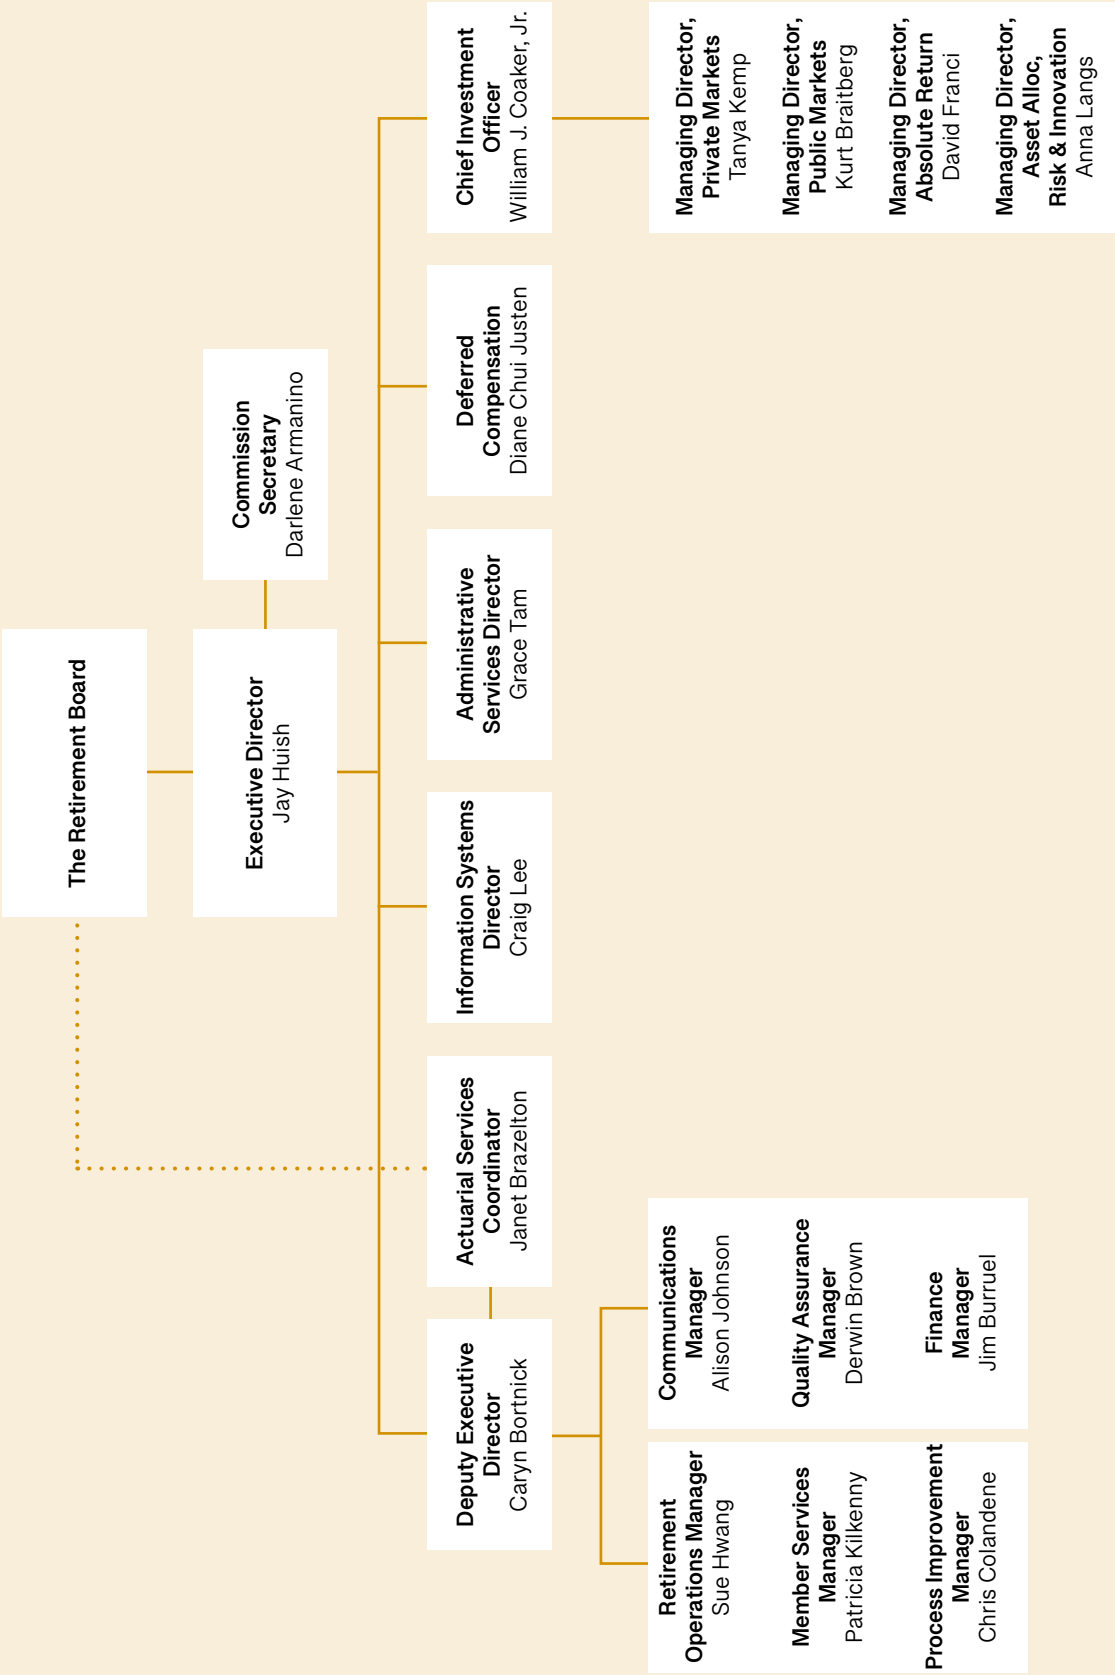 The Retirement Board
Executive Director
Jay Huish
Commission
Secretary
Darlene Armanino
Deputy Executive
Director
Caryn Bortnick
Actuarial Services
Coordinator
Janet Brazelton
Information Systems
Director
Craig Lee
Administrative
Services Director
Grace Tam
Deferred
Compensation
Diane Chui Justen
Chief Investment
Officer
William J. Coaker, Jr.
Retirement
Operations Manager
Sue Hwang
Member Services
Manager
Patricia Kilkenny
Process Improvement
Manager
Chris Colandene
Communications
Manager
Alison Johnson
Quality Assurance
Manager
Derwin Brown
Finance
Manager
Jim Burruel
Managing Director,
Private Markets
Tanya Kemp
Managing Director,
Public Markets
Kurt Braitberg
Managing Director,
Absolute Return
David Franci
Managing Director,
Asset Alloc,
Risk & Innovation
Anna Langs